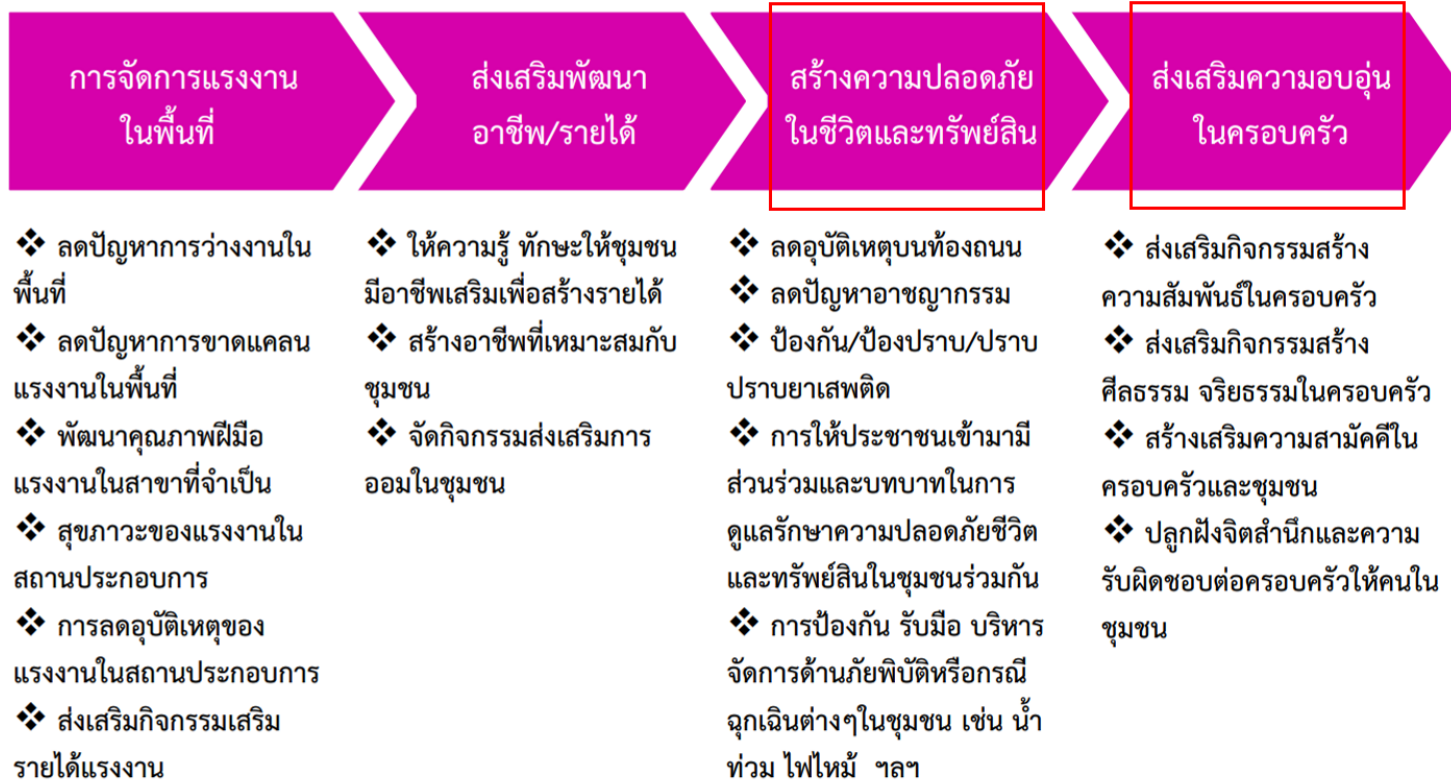 การจัดการแรงงาน
ในพื้นที่
ส่งเสริมพัฒนา
อาชีพ/รายได้
สร้างความปลอดภัย
ในชีวิตและทรัพย์สิน
ส่งเสริมความอบอุ่น
ในครอบครัว
❖ ลดปัญหาการว่างงานใน
พื้นที่
❖ ลดปัญหาการขาดแคลน
แรงงานในพื้นที่
❖ พัฒนาคุณภาพฝีมือ
แรงงานในสาขาที่จำเป็น
❖ สุขภาวะของแรงงานใน
สถานประกอบการ
❖ การลดอุบัติเหตุของ
แรงงานในสถานประกอบการ
❖ ส่งเสริมกิจกรรมเสริม
รายได้แรงงาน
❖ ให้ความรู้ ทักษะให้ชุมชน
มีอาชีพเสริมเพื่อสร้างรายได้
❖ สร้างอาชีพที่เหมาะสมกับ
ชุมชน
❖ จัดกิจกรรมส่งเสริมการ
ออมในชุมชน
❖ ลดอุบัติเหตุบนท้องถนน
❖ ลดปัญหาอาชญากรรม
❖ ป้องกัน/ป้องปราบ/ปราบ
ปราบยาเสพติด
❖ การให้ประชาชนเข้ามามี
ส่วนร่วมและบทบาทในการ
ดูแลรักษาความปลอดภัยชีวิต
และทรัพย์สินในชุมชนร่วมกัน
❖ การป้องกัน รับมือ บริหาร
จัดการด้านภัยพิบัติหรือกรณี
ฉุกเฉินต่างๆในชุมชน เช่น น้ำ
ท่วม ไฟไหม้ ฯลฯ
❖ ส่งเสริมกิจกรรมสร้าง
ความสัมพันธ์ในครอบครัว
❖ ส่งเสริมกิจกรรมสร้าง
ศีลธรรม จริยธรรมในครอบครัว
❖ สร้างเสริมความสามัคคีใน
ครอบครัวและชุมชน
❖ ปลูกฝังจิตสำนึกและความ
รับผิดชอบต่อครอบครัวให้คนใน
ชุมชน